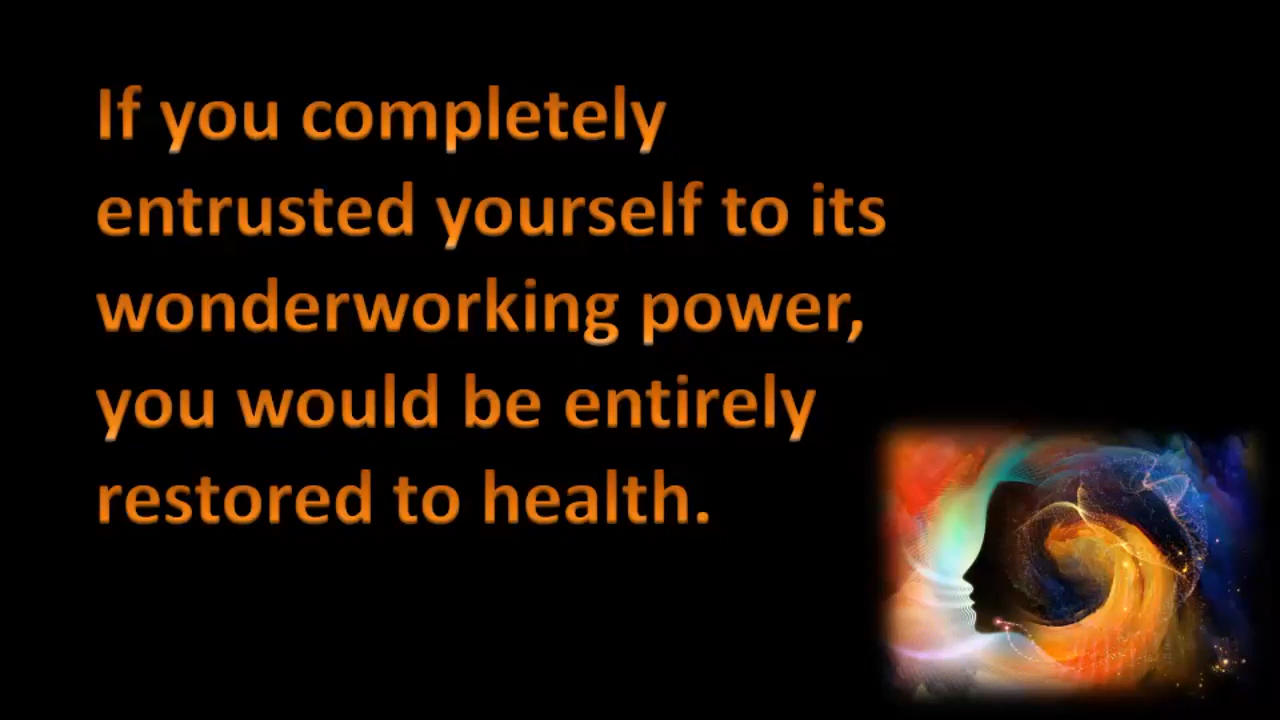 If you completely
entrusted yourself to its
wonderworking power,
you would be entirely
restored to health.